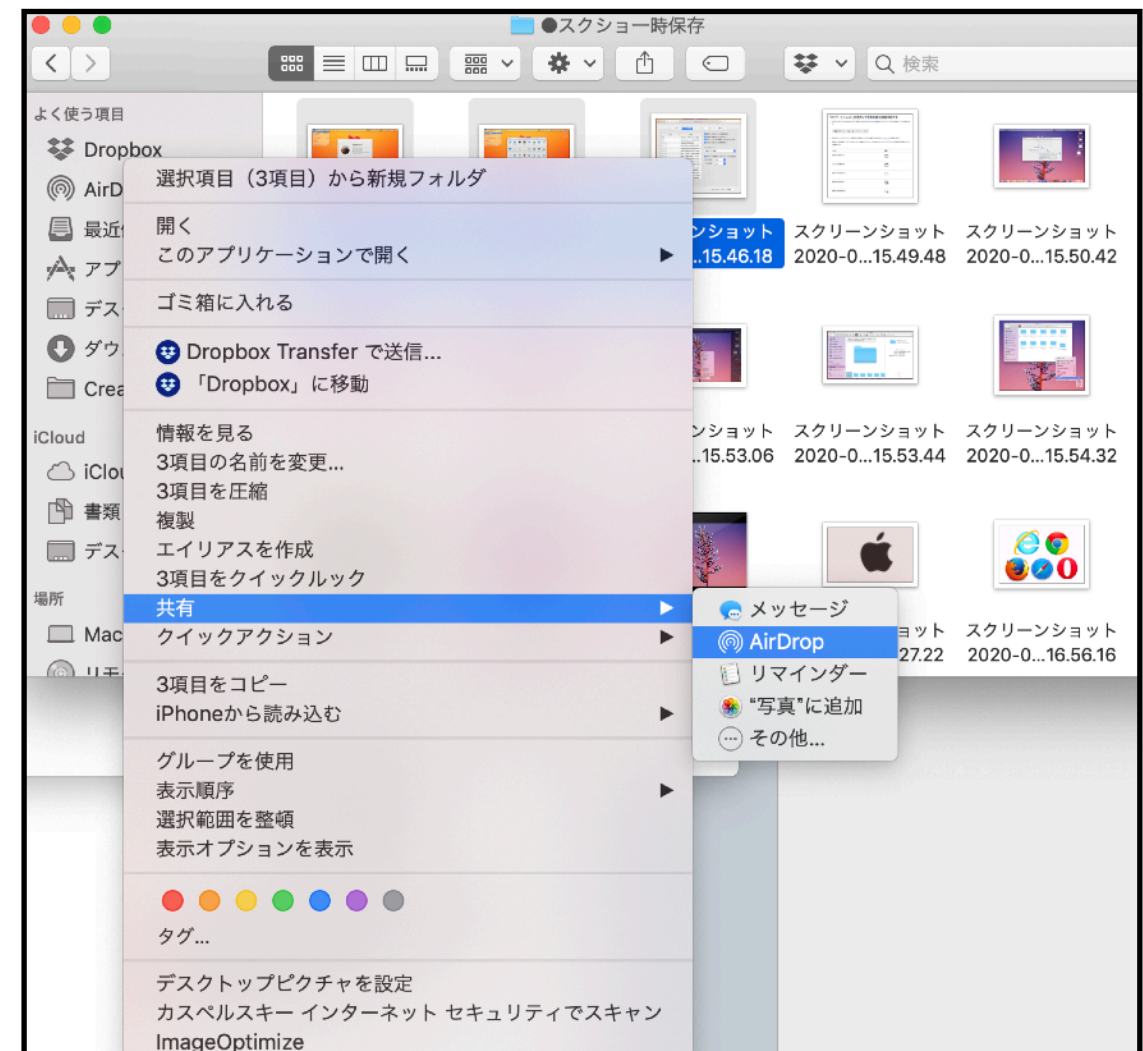 ●スクショ一時保存
検索
よく使う項目
Dropbox
AirD
最近
アプ
デス
ダウ
Crea
iCloud
iClou
書類
デス
場所
Mac
リモ
選択項目（3項目）から新規フォルダ
開く
このアプリケーションで開く
ゴミ箱に入れる
Dropbox Transfer で送信...
「Dropbox」に移動
情報を見る
3項目の名前を変更...
3項目を圧縮
複製
エイリアスを作成
3項目をクイックルック
共有
クイックアクション
3項目をコピー
iPhoneから読み込む
グループを使用
表示順序
選択範囲を整頓
表示オプションを表示
タグ...
デスクトップピクチャを設定
カスペルスキー インターネット セキュリティでスキャン
ImageOptimize
メッセージ
AirDrop
リマインダー
“写真”に追加
その他...
ンショット
..15.46.18
スクリーンショット
2020-0...15.49.48
スクリーンショット
2020-0...15.50.42
ンショット
..15.53.06
スクリーンショット
2020-0...15.53.44
スクリーンショット
2020-0...15.54.32
ョット
27.22
スクリーンショット
2020-0...16.56.16